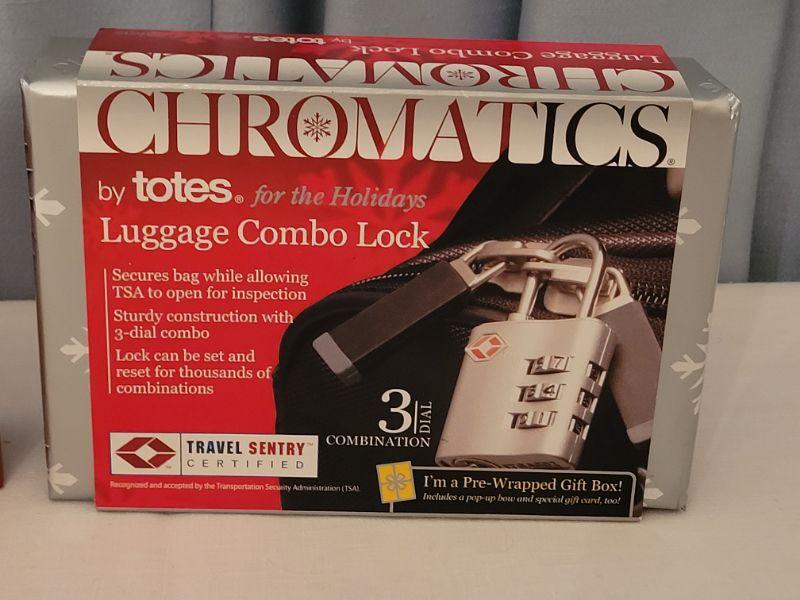 by totes
Luggage Combo Lock
CHROMATICS
CHROMATICS®
by totes® for the Holidays
Luggage Combo Lock
Secures bag while allowing
TSA to open for inspection
Sturdy construction with
3-dial combo
Lock can be set and
reset for thousands of
combinations
3 DIAL
COMBINATION
TRAVEL SENTRY™
CERTIFIED
Recognized and accepted by the Transportation Security Administration (TSA).
I'm a Pre-Wrapped Gift Box!
Includes a pop-up bow and special gift card, too!